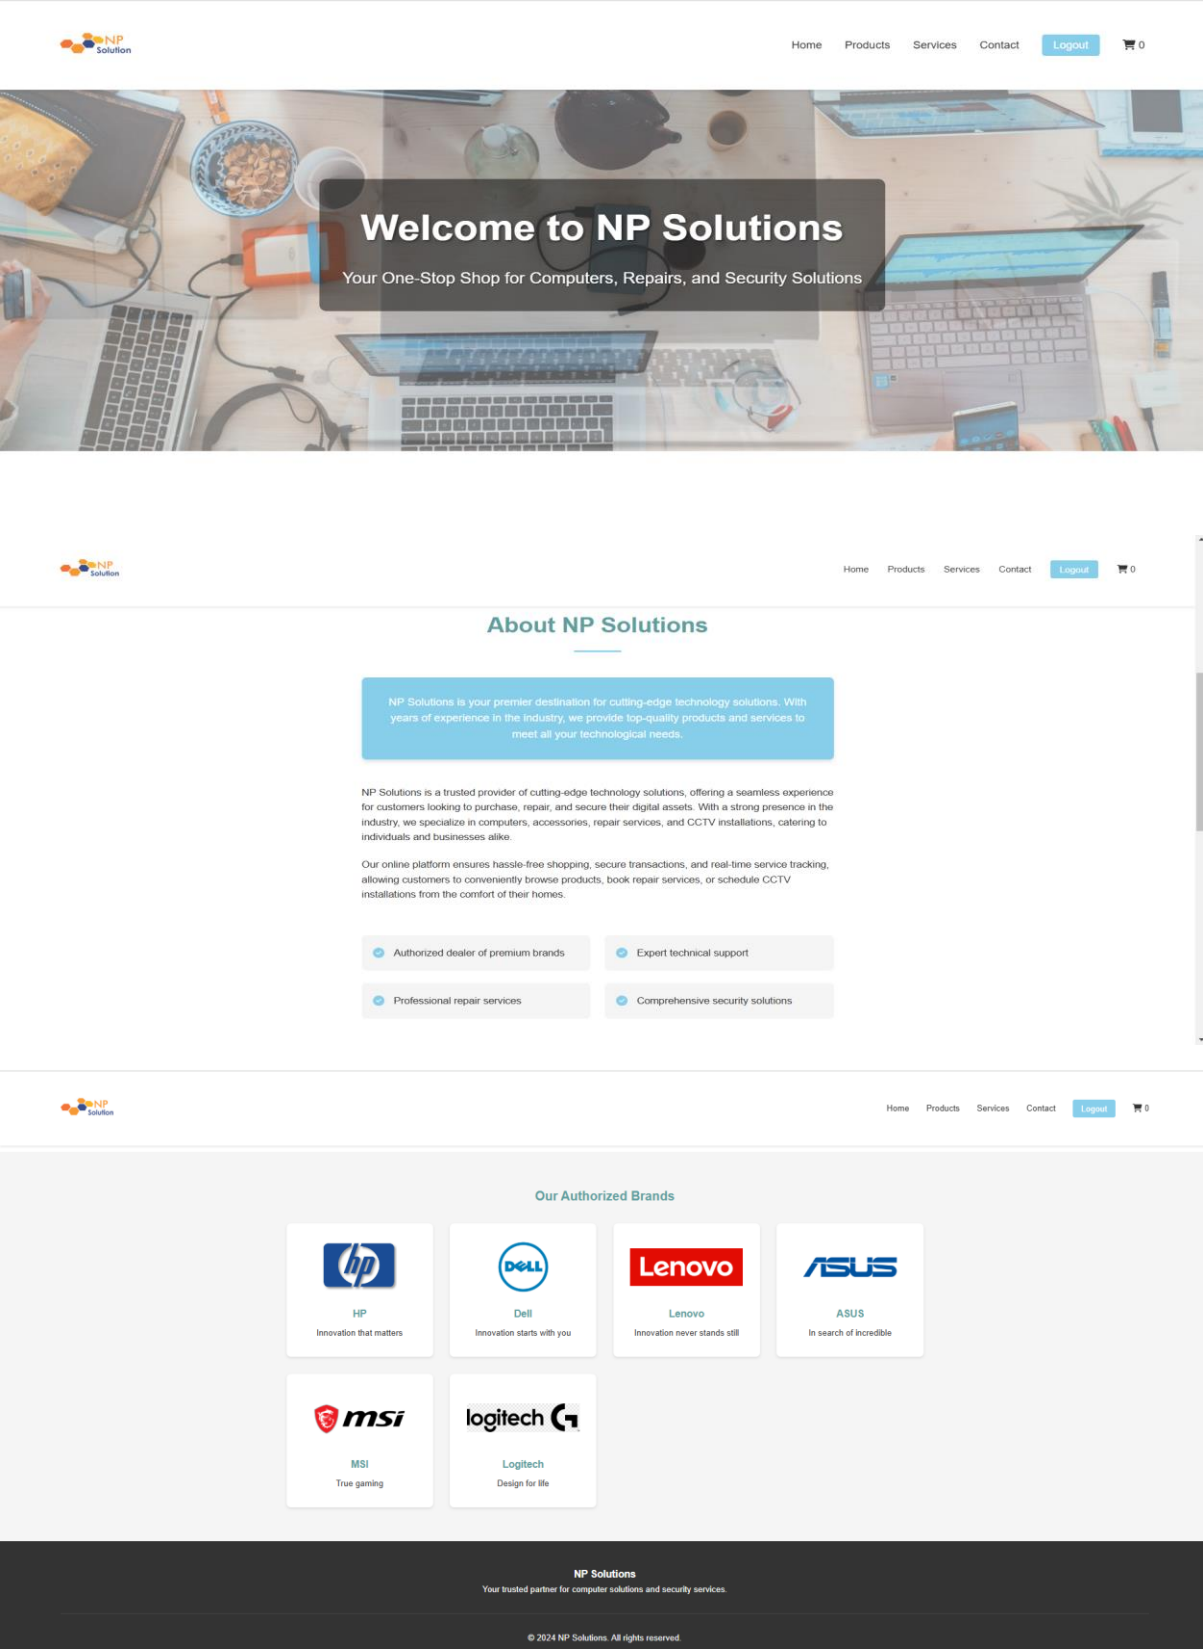 NP
Solution
Home Products Services Contact Logout 0
Welcome to NP Solutions
Your One-Stop Shop for Computers, Repairs, and Security Solutions
NP
Solution
Home Products Services Contact Logout 0
About NP Solutions
NP Solutions is your premier destination for cutting-edge technology solutions. With
years of experience in the industry, we provide top-quality products and services to
meet all your technological needs.
NP Solutions is a trusted provider of cutting-edge technology solutions, offering a seamless experience
for customers looking to purchase, repair, and secure their digital assets. With a strong presence in the
industry, we specialize in computers, accessories, repair services, and CCTV installations, catering to
individuals and businesses alike.
Our online platform ensures hassle-free shopping, secure transactions, and real-time service tracking,
allowing customers to conveniently browse products, book repair services, or schedule CCTV
installations from the comfort of their homes.
Authorized dealer of premium brands
Expert technical support
Professional repair services
Comprehensive security solutions
NP
Solution
Home Products Services Contact Logout 0
Our Authorized Brands
hp
DELL
Lenovo
ASUS
HP
Dell
Lenovo
ASUS
Innovation that matters
Innovation starts with you
Innovation never stands still
In search of incredible
msi
logitech G
MSI
Logitech
True gaming
Design for life
NP Solutions
Your trusted partner for computer solutions and security services.
© 2024 NP Solutions. All rights reserved.